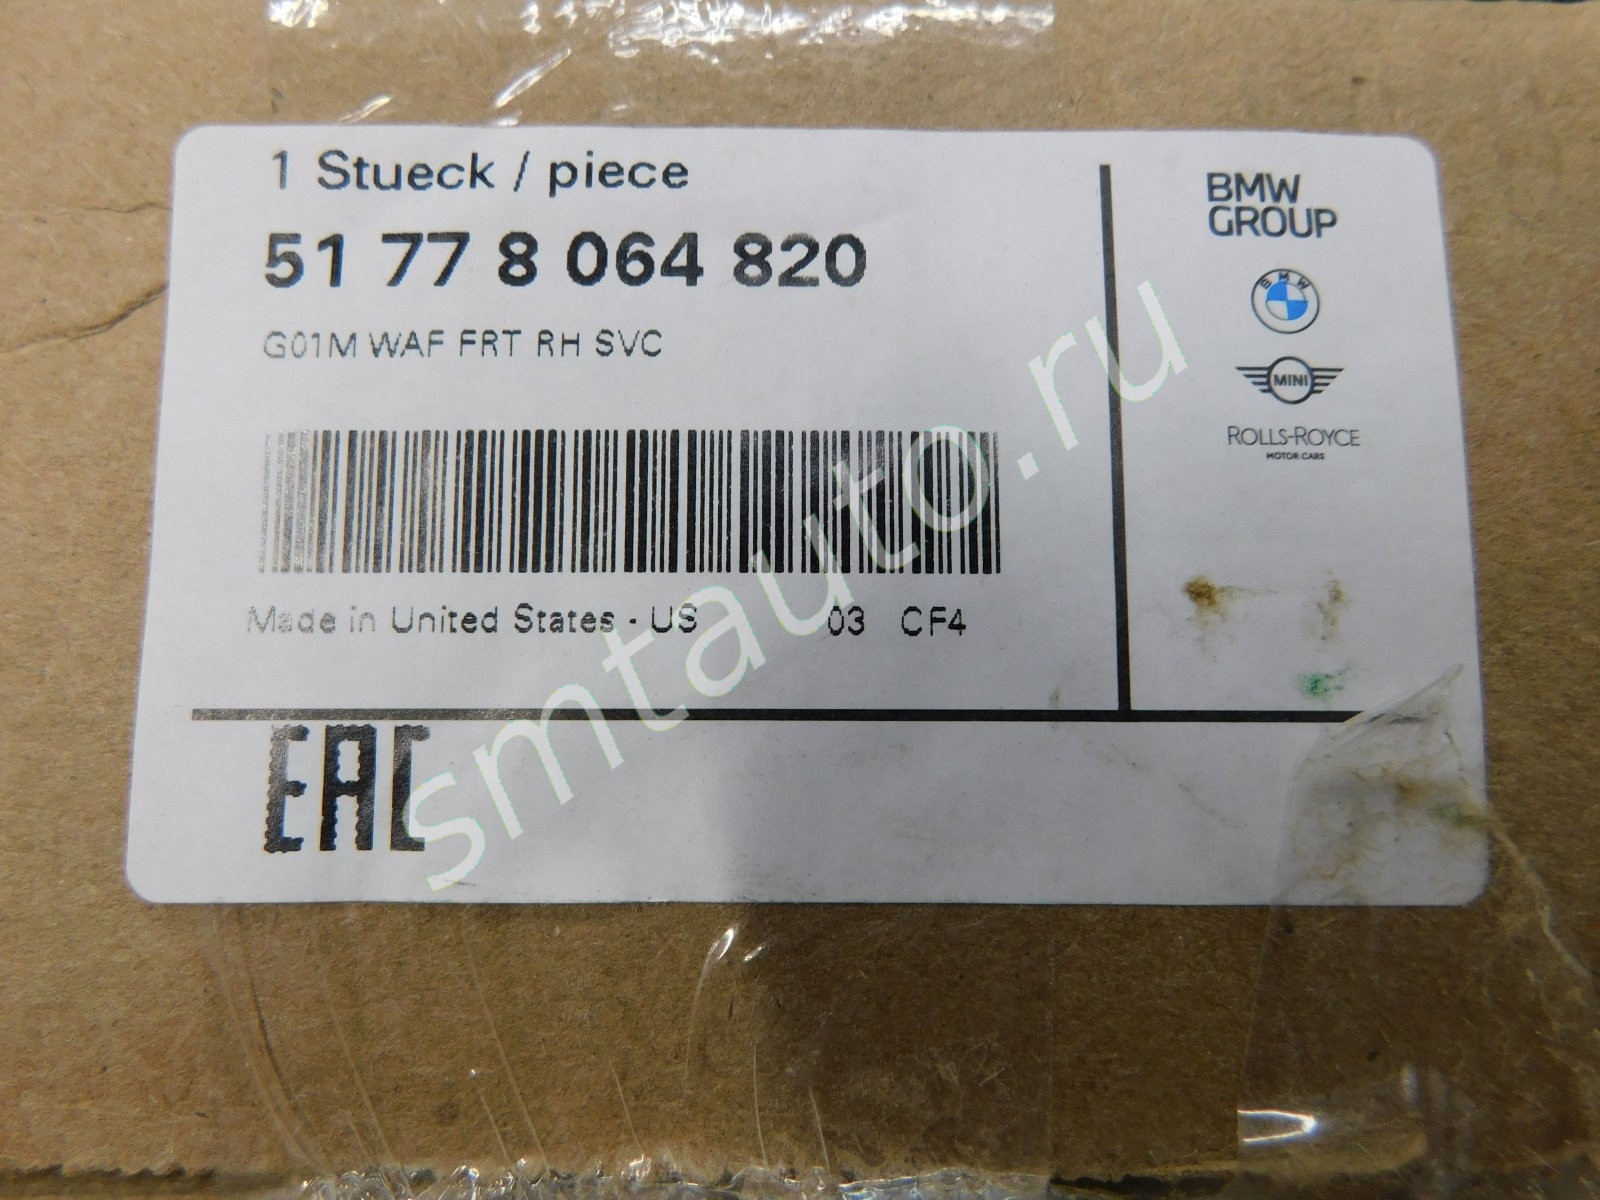 1 Stueck / piece
51 77 8 064 820
G01M WAF FRT RH SVC
Made in United States - US 03 CF4
EAC
BMW
GROUP
BMW
MINI
ROLLS-ROYCE
MOTOR CARS
smtauto.ru